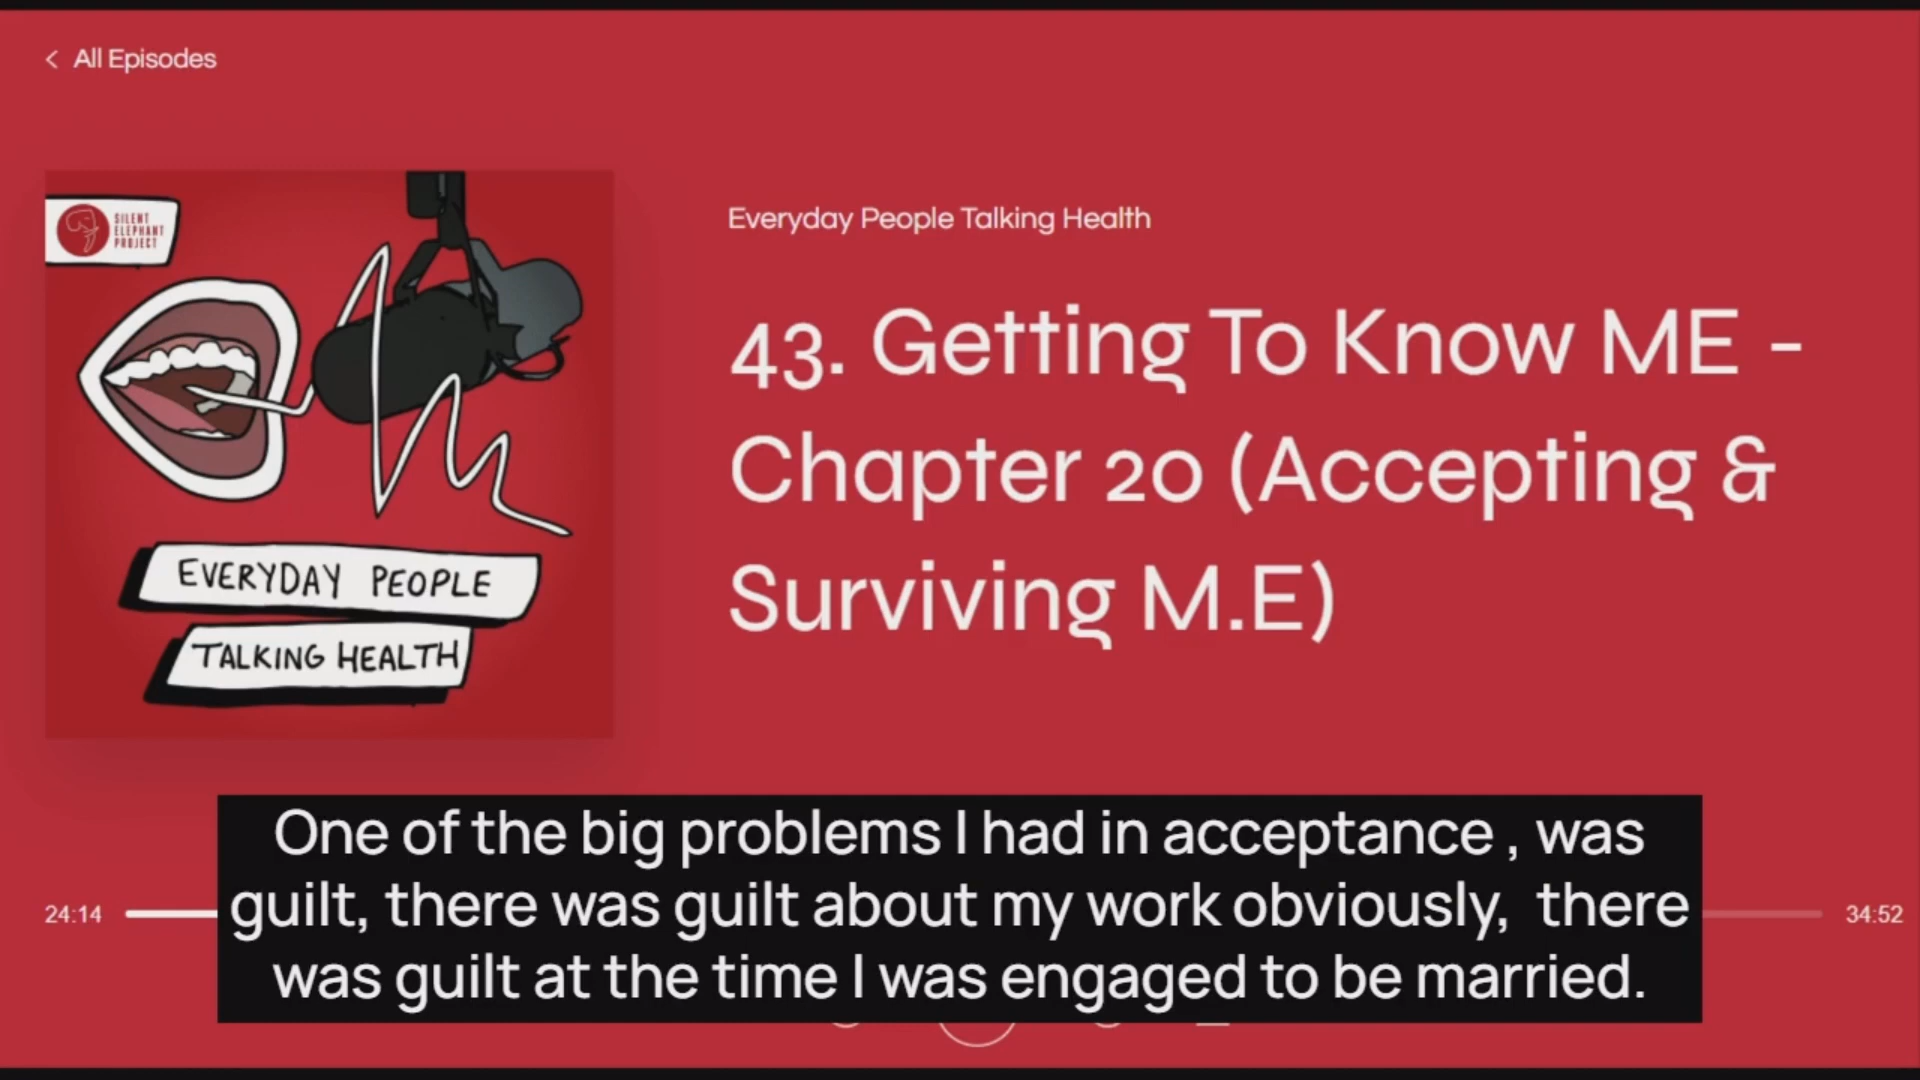 < All Episodes
SILENT
ELEPHANT
PROJECT
EVERYDAY PEOPLE
TALKING HEALTH
Everyday People Talking Health
43. Getting To Know ME -
Chapter 20 (Accepting &
Surviving M.E)
One of the big problems I had in acceptance , was
guilt, there was guilt about my work obviously,  there
was guilt at the time I was engaged to be married.
24:14
34:52